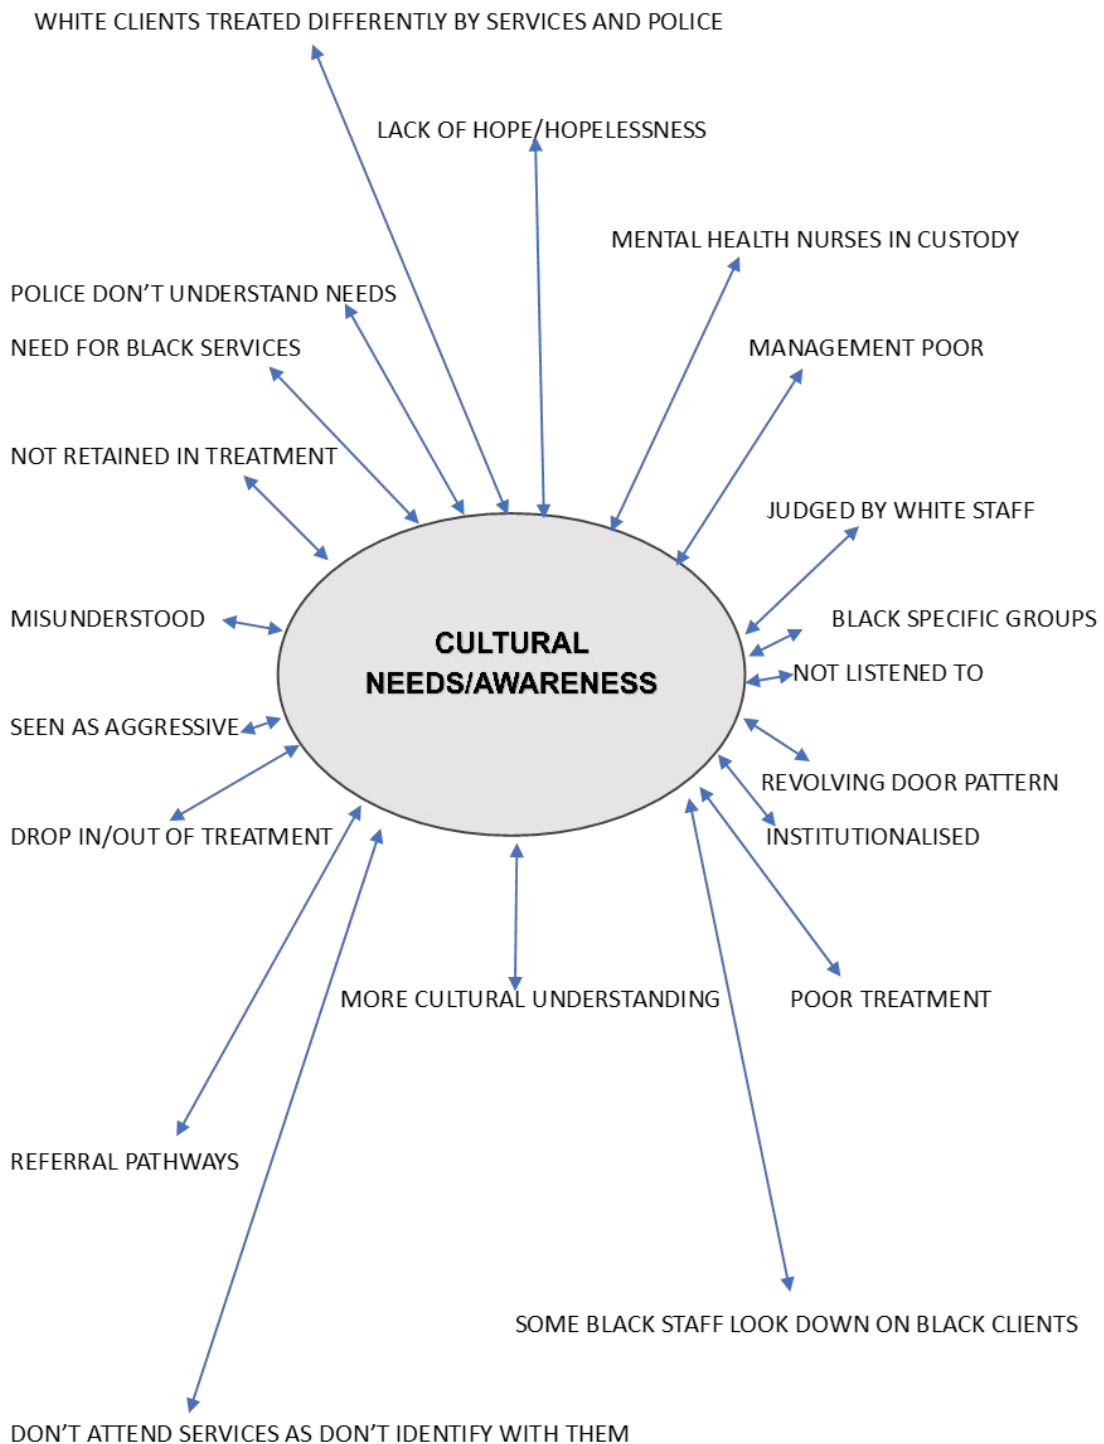 WHITE CLIENTS TREATED DIFFERENTLY BY SERVICES AND POLICE
LACK OF HOPE/HOPELESSNESS
MENTAL HEALTH NURSES IN CUSTODY
POLICE DON’T UNDERSTAND NEEDS
NEED FOR BLACK SERVICES
MANAGEMENT POOR
NOT RETAINED IN TREATMENT
JUDGED BY WHITE STAFF
MISUNDERSTOOD
BLACK SPECIFIC GROUPS
CULTURAL
NEEDS/AWARENESS
NOT LISTENED TO
SEEN AS AGGRESSIVE
REVOLVING DOOR PATTERN
DROP IN/OUT OF TREATMENT
INSTITUTIONALISED
MORE CULTURAL UNDERSTANDING
POOR TREATMENT
REFERRAL PATHWAYS
SOME BLACK STAFF LOOK DOWN ON BLACK CLIENTS
DON’T ATTEND SERVICES AS DON’T IDENTIFY WITH THEM